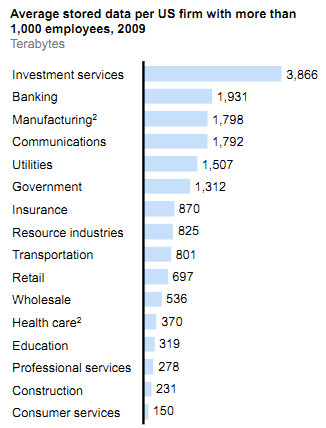 Average stored data per US firm with more than
1,000 employees, 2009
Terabytes
Investment services 3,866
Banking 1,931
Manufacturing² 1,798
Communications 1,792
Utilities 1,507
Government 1,312
Insurance 870
Resource industries 825
Transportation 801
Retail 697
Wholesale 536
Health care² 370
Education 319
Professional services 278
Construction 231
Consumer services 150